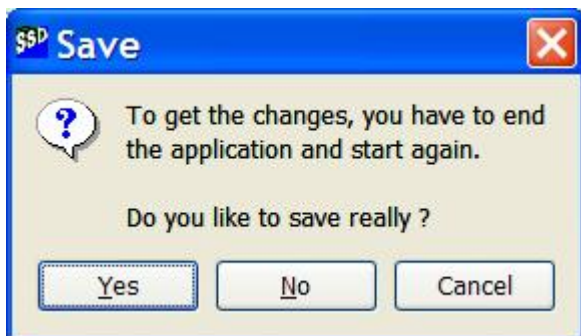 SSD Save
?
To get the changes, you have to end
the application and start again.
Do you like to save really ?
Yes No Cancel